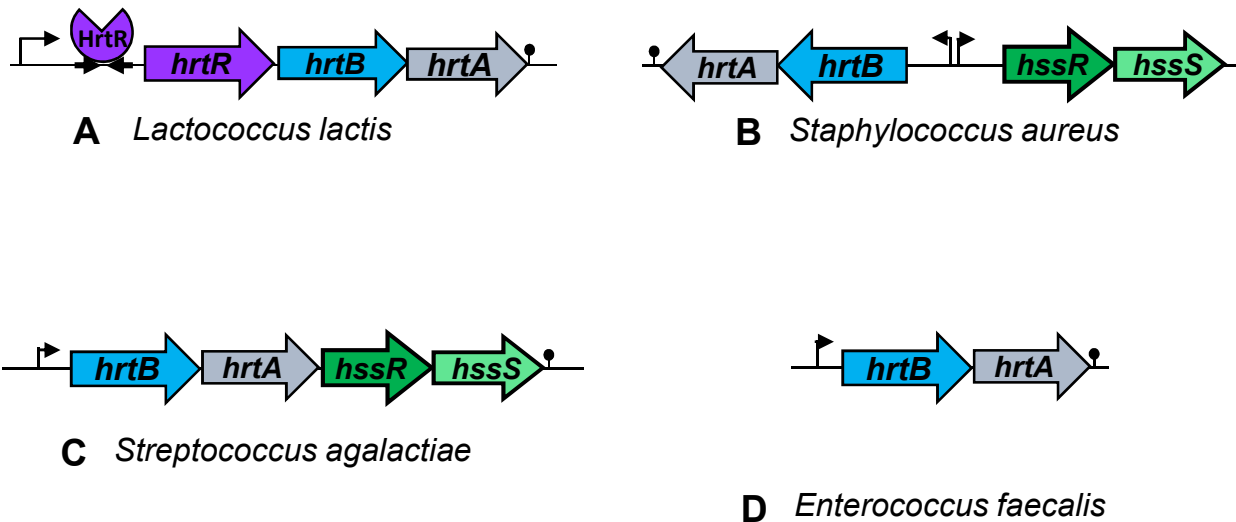 HrtR
hrtR hrtB hrtA
A Lactococcus lactis
hrtA hrtB hssR hssS
B Staphylococcus aureus
hrtB hrtA hssR hssS
C Streptococcus agalactiae
hrtB hrtA
D Enterococcus faecalis